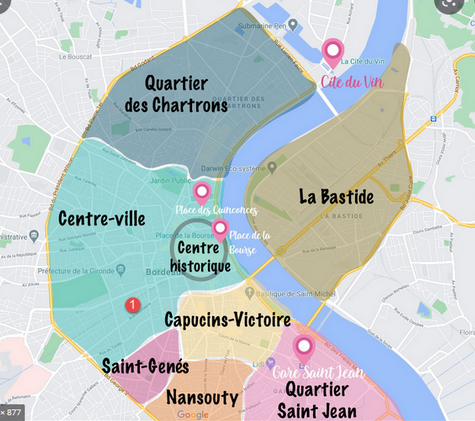 Submarine Pen
Le Bouscat
La Cité du Vin
Cité du Vin
Quartier
des Chartrons
QUARTIER DES
CHARTRONS
Darwin Eco-système
Jardin Public
La Bastide
LA BASTIDE
Place des Quinconces
Centre-ville
Place de la Bourse
Place de la
Bourse
Centre
historique
Préfecture de la Gironde
Bordeaux
Basilique de Saint-Michel
1
Capucins-Victoire
Saint-Genés
Lidl
Gare Saint Jean
Nansouty
Quartier
Saint Jean
Google
× 877